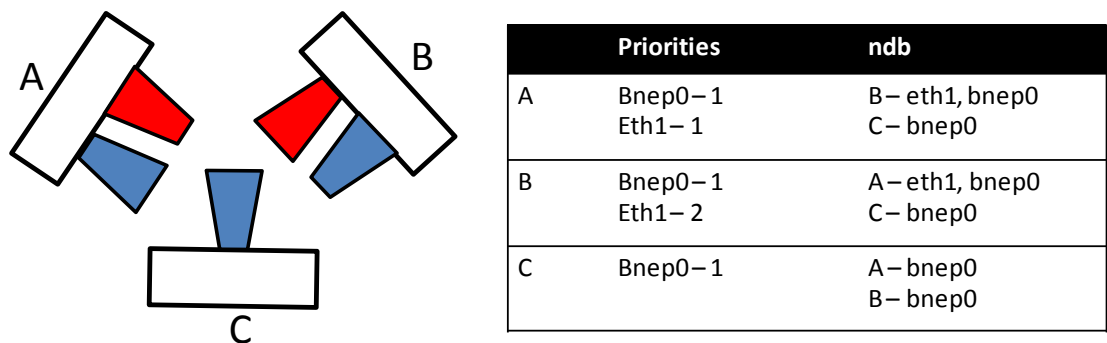 A
B
C
Priorities ndb
A Bnep0 – 1 B – eth1, bnep0
Eth1 – 1 C – bnep0
B Bnep0 – 1 A – eth1, bnep0
Eth1 – 2 C – bnep0
C Bnep0 – 1 A – bnep0
B – bnep0